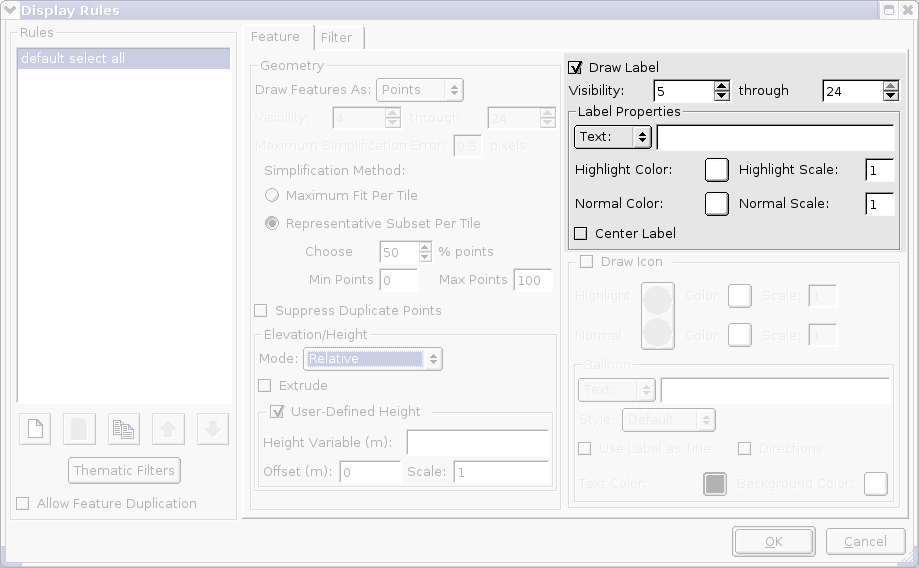 Display Rules
Rules
default select all
Thematic Filters
Allow Feature Duplication
Feature Filter
Geometry
Draw Features As: Points
Visibility: 4 through 24
Maximum Simplification Error: 0.5 pixels
Simplification Method:
Maximum Fit Per Tile
Representative Subset Per Tile
Choose 50 % points
Min Points 0 Max Points 100
Suppress Duplicate Points
Elevation/Height
Mode: Relative
Extrude
User-Defined Height
Height Variable (m):
Offset (m): 0 Scale: 1
Draw Label
Visibility: 5 through 24
Label Properties
Text:
Highlight Color: Highlight Scale: 1
Normal Color: Normal Scale: 1
Center Label
Draw Icon
Highlight Color Scale: 1
Normal Color Scale: 1
Balloon
Text:
Style: Default
Use Label as Title Directions
Text Color: Background Color:
OK Cancel